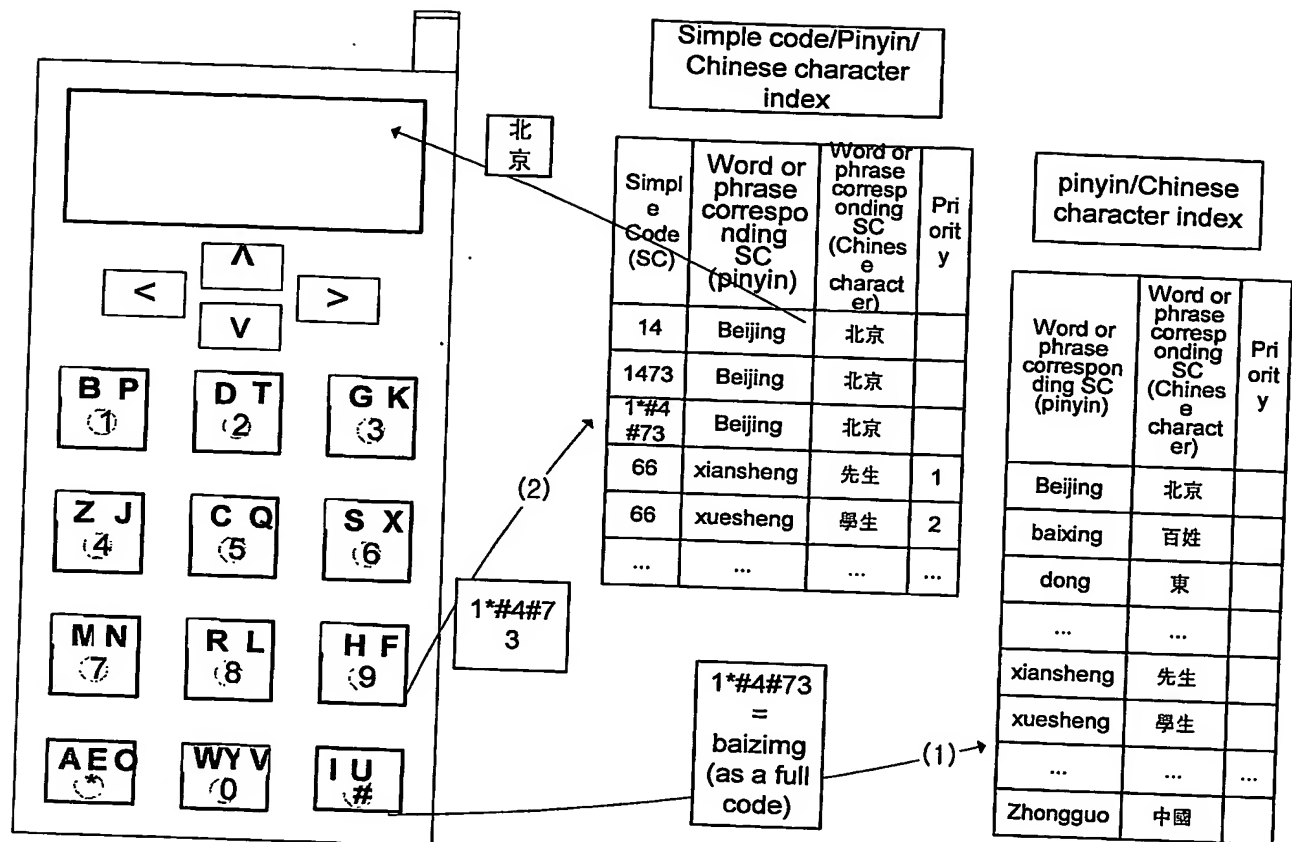 北
京
<
Λ
V
>
B P
1
D T
2
G K
3
Z J
4
C Q
5
S X
6
M N
7
R L
8
H F
9
A E O
*
WY V
0
I U
#
(2)
1*#4#7
3
Simple code/Pinyin/
Chinese character
index
Simpl
e
Code
(SC)
Word or
phrase
correspo
nding
SC
(pinyin)
Word or
phrase
corresp
onding
SC
(Chines
e
charact
er)
Pri
orit
y
14 Beijing 北京
1473 Beijing 北京
1*#4
#73
Beijing 北京
66 xiansheng 先生 1
66 xuesheng 學生 2
... ... ... ...
1*#4#73
=
baizimg
(as a full
code)
(1)
pinyin/Chinese
character index
Word or
phrase
correspon
ding SC
(pinyin)
Word or
phrase
corresp
onding
SC
(Chines
e
charact
er)
Pri
orit
y
Beijing 北京
baixing 百姓
dong 東
... ...
xiansheng 先生
xuesheng 學生
... ... ...
Zhongguo 中國